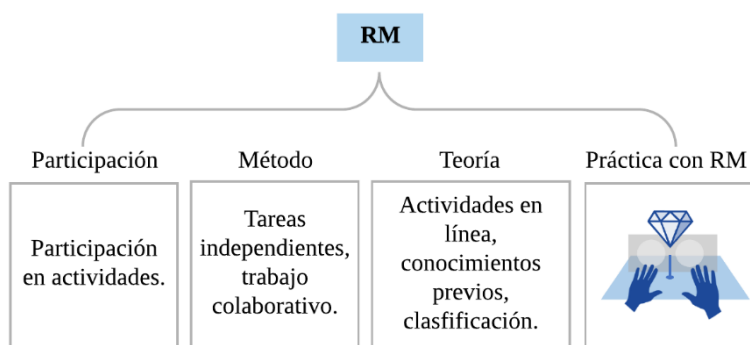 RM
Participación
Método
Teoría
Práctica con RM
Participación
en actividades.
Tareas
independientes,
trabajo
colaborativo.
Actividades en
línea,
conocimientos
previos,
clasfificación.